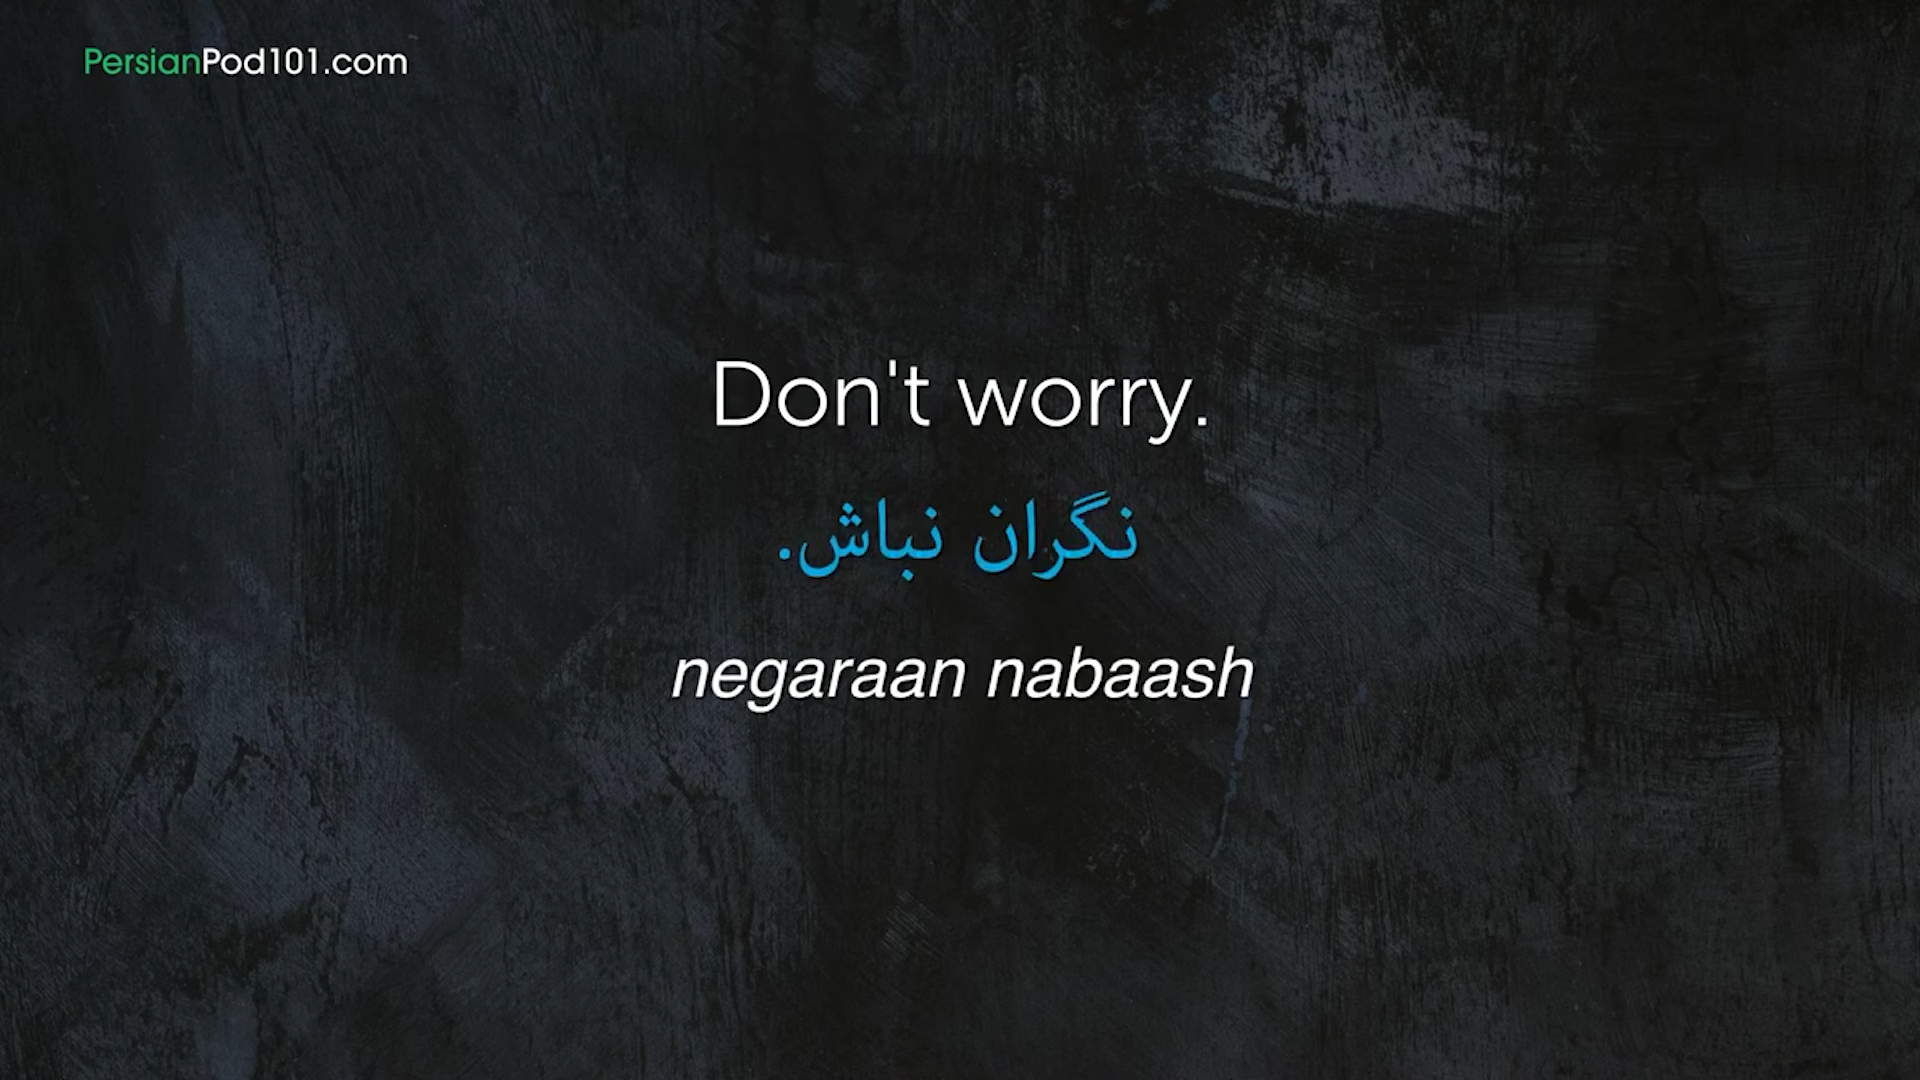 PersianPod101.com
Don't worry.
نگران نباش.
negaraan nabaash